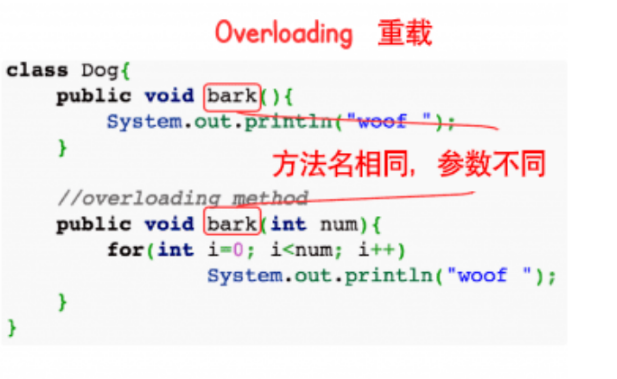 Overloading 重载
class Dog{
    public void bark(){
        System.out.println("woof ");
    }
方法名相同，参数不同
    //overloading method
    public void bark(int num){
        for(int i=0; i<num; i++)
                System.out.println("woof ");
    }
}